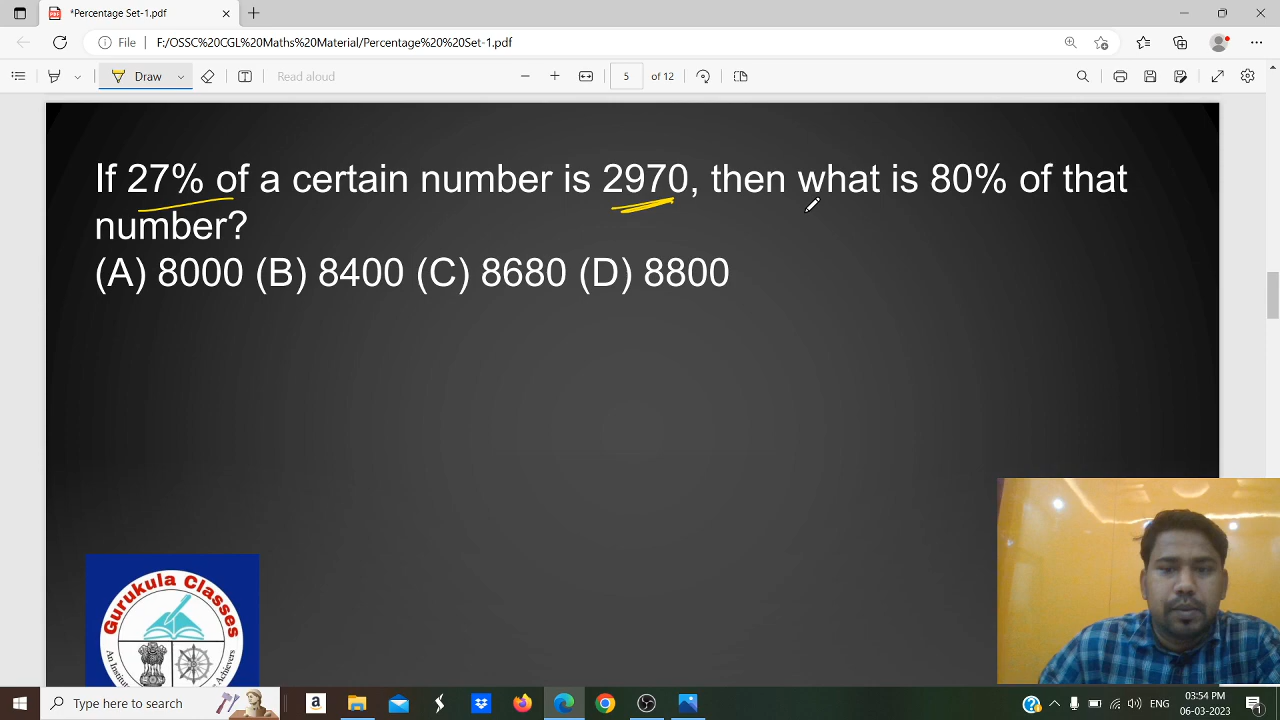 *Percentage Set-1.pdf
File F:/OSSC%20CGL%20Maths%20Material/Percentage%20%20Set-1.pdf
Draw Read aloud 5 of 12
If 27% of a certain number is 2970, then what is 80% of that
number?
(A) 8000 (B) 8400 (C) 8680 (D) 8800
Gurukula Classes
Type here to search
ENG
03:54 PM
06-03-2023